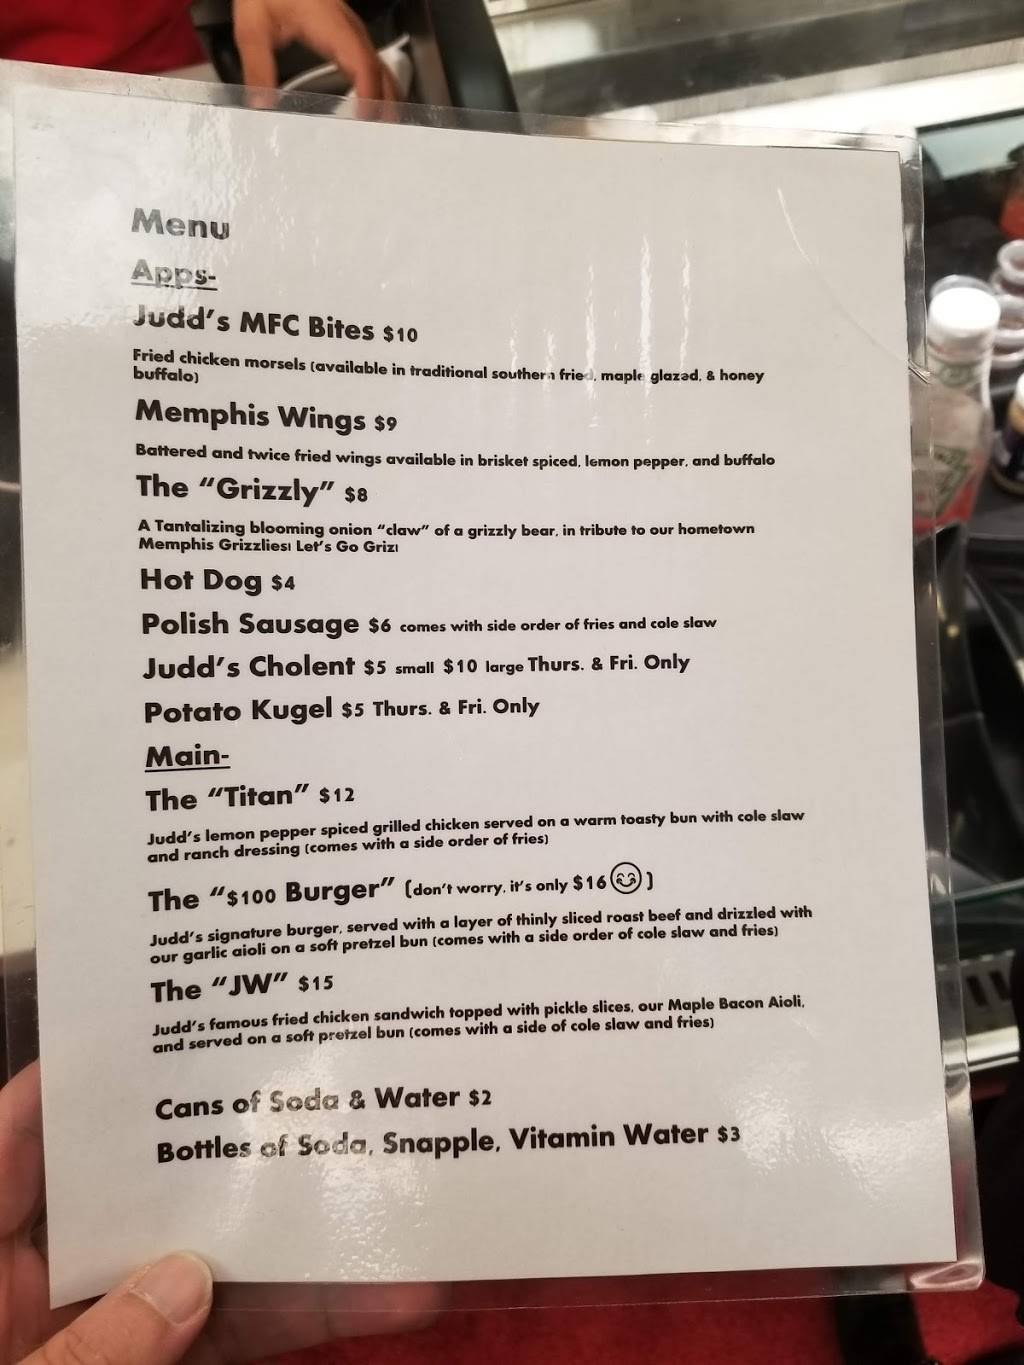 Menu
Apps-
Judd's MFC Bites $10
Fried chicken morsels (available in traditional southern fried, maple glazed, & honey
buffalo)
Memphis Wings $9
Battered and twice fried wings available in brisket spiced, lemon pepper, and buffalo
The "Grizzly" $8
A Tantalizing blooming onion "claw" of a grizzly bear, in tribute to our hometown
Memphis Grizzlies! Let's Go Griz!
Hot Dog $4
Polish Sausage $6 comes with side order of fries and cole slaw
Judd's Cholent $5 small $10 large Thurs. & Fri. Only
Potato Kugel $5 Thurs. & Fri. Only
Main-
The "Titan" $12
Judd's lemon pepper spiced grilled chicken served on a warm toasty bun with cole slaw
and ranch dressing (comes with a side order of fries)
The "$100 Burger" (don't worry, it's only $16 😊)
Judd's signature burger, served with a layer of thinly sliced roast beef and drizzled with
our garlic aioli on a soft pretzel bun (comes with a side order of cole slaw and fries)
The "JW" $15
Judd's famous fried chicken sandwich topped with pickle slices, our Maple Bacon Aioli,
and served on a soft pretzel bun (comes with a side of cole slaw and fries)
Cans of Soda & Water $2
Bottles of Soda, Snapple, Vitamin Water $3